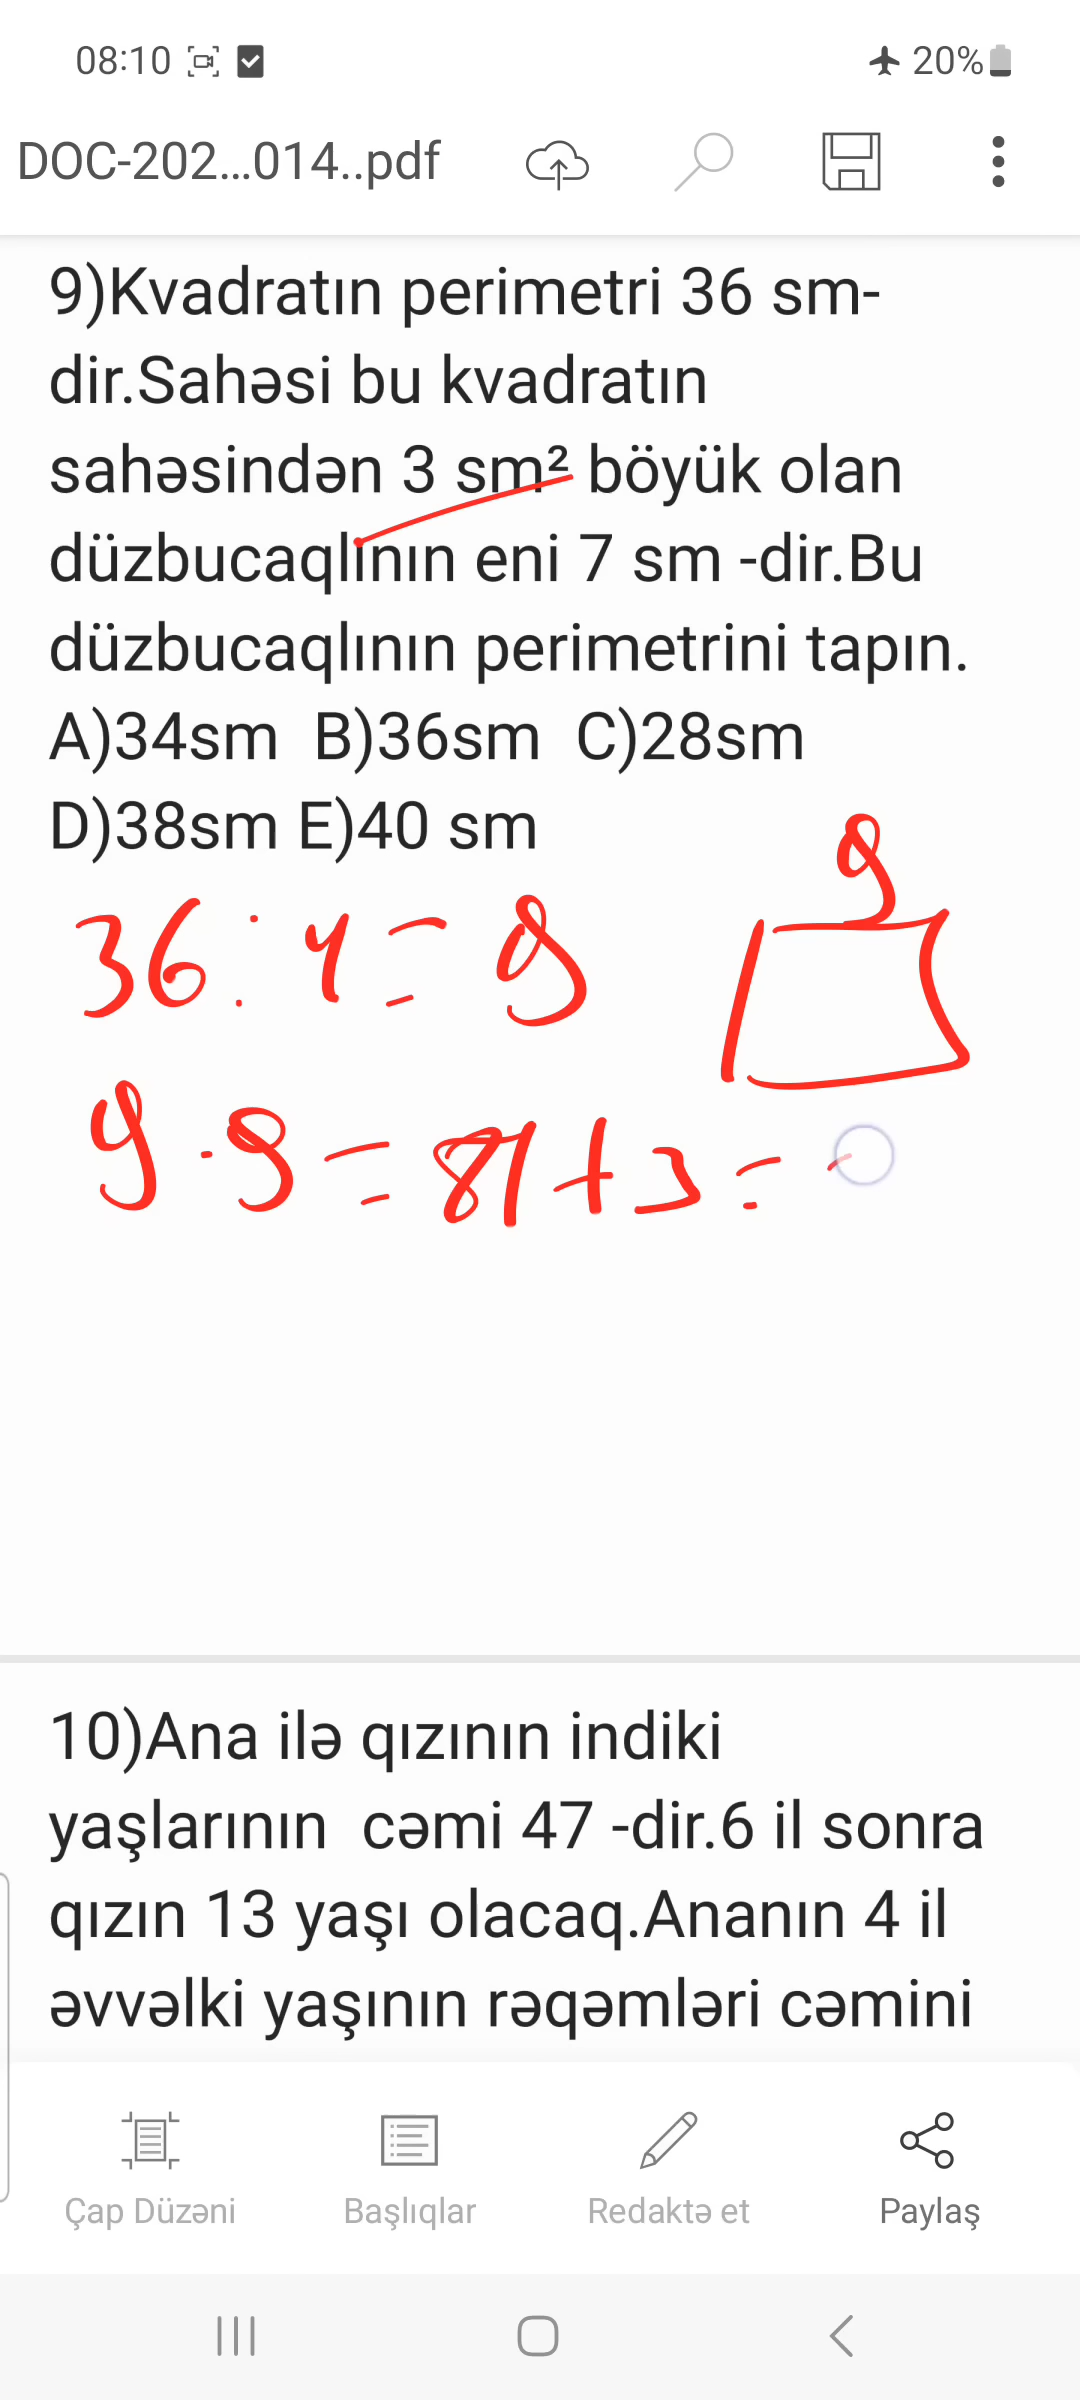 08:10 20%
DOC-202...014..pdf
9)Kvadratın perimetri 36 sm-
dir.Sahəsi bu kvadratın
sahəsindən 3 sm² böyük olan
düzbucaqlının eni 7 sm -dir.Bu
düzbucaqlının perimetrini tapın.
A)34sm B)36sm C)28sm
D)38sm E)40 sm
9
36 : 4 = 9
9 · 9 = 81 + 3 =
10)Ana ilə qızının indiki
yaşlarının cəmi 47 -dir.6 il sonra
qızın 13 yaşı olacaq.Ananın 4 il
əvvəlki yaşının rəqəmləri cəmini
Çap Düzəni Başlıqlar Redaktə et Paylaş